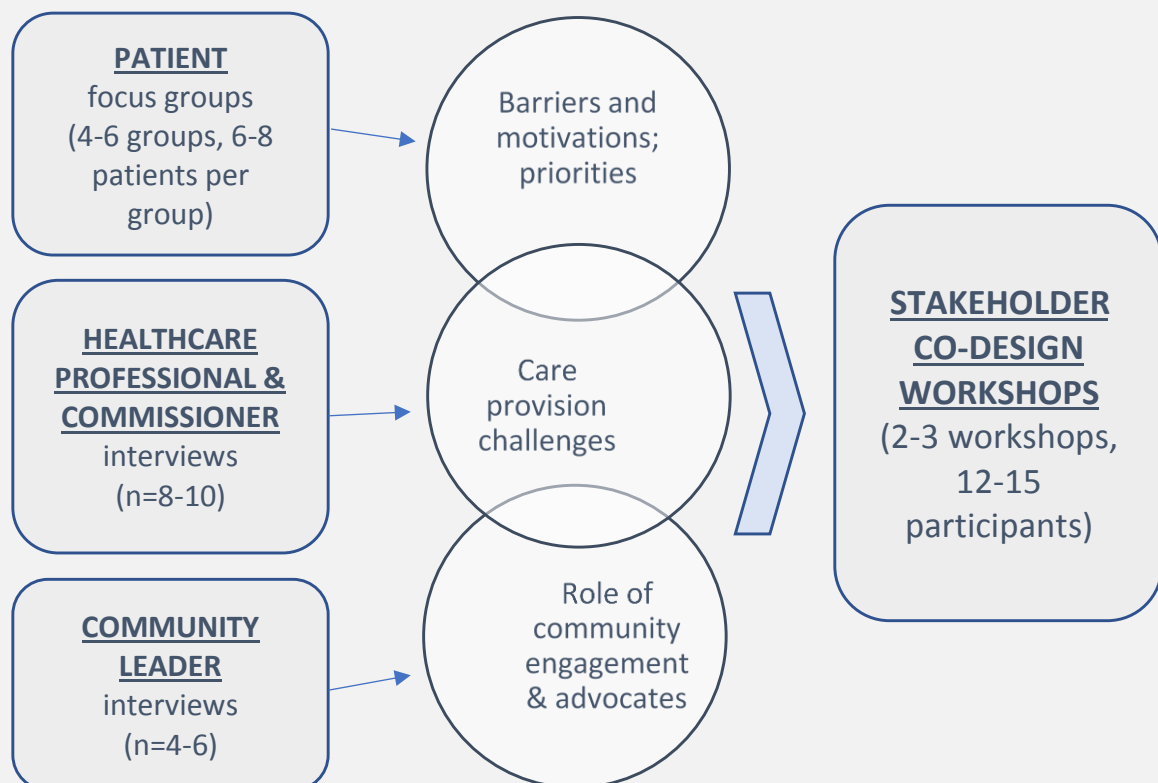 PATIENT
focus groups
(4-6 groups, 6-8
patients per
group)
Barriers and
motivations;
priorities
HEALTHCARE
PROFESSIONAL &
COMMISSIONER
interviews
(n=8-10)
Care
provision
challenges
COMMUNITY
LEADER
interviews
(n=4-6)
Role of
community
engagement
& advocates
STAKEHOLDER
CO-DESIGN
WORKSHOPS
(2-3 workshops,
12-15
participants)